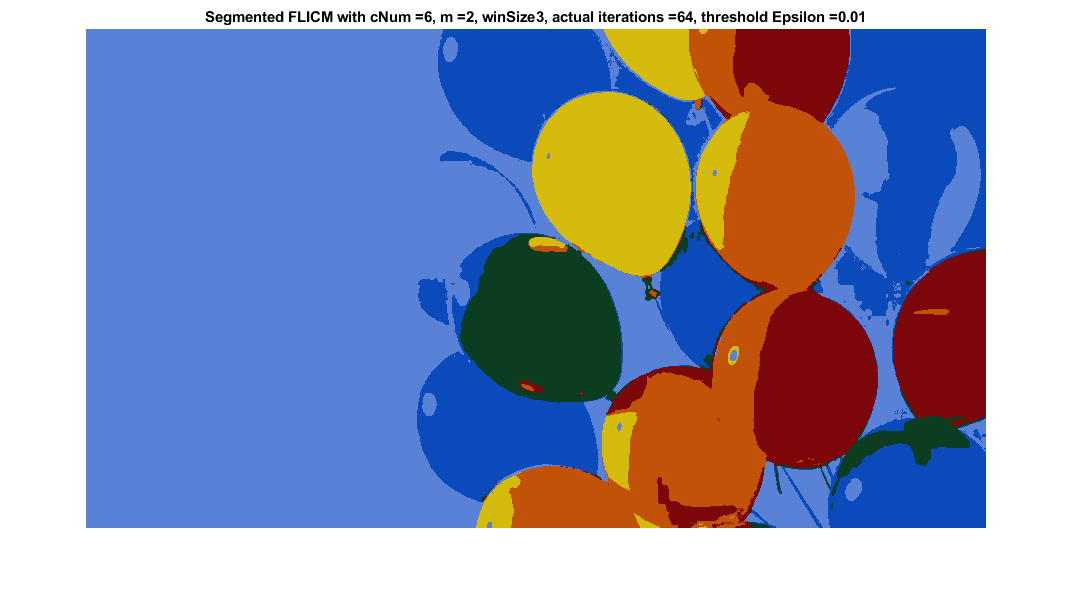 Segmented FLICM with cNum =6, m =2, winSize3, actual iterations =64, threshold Epsilon =0.01